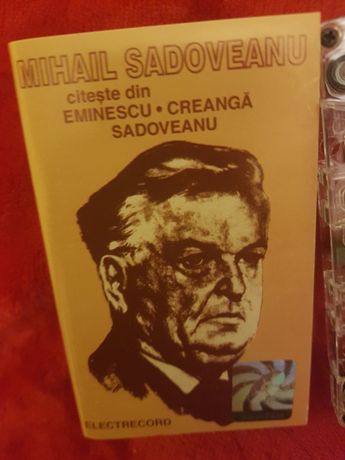 MIHAIL SADOVEANU
citește din
EMINESCU • CREANGĂ
SADOVEANU
ELECTRECORD